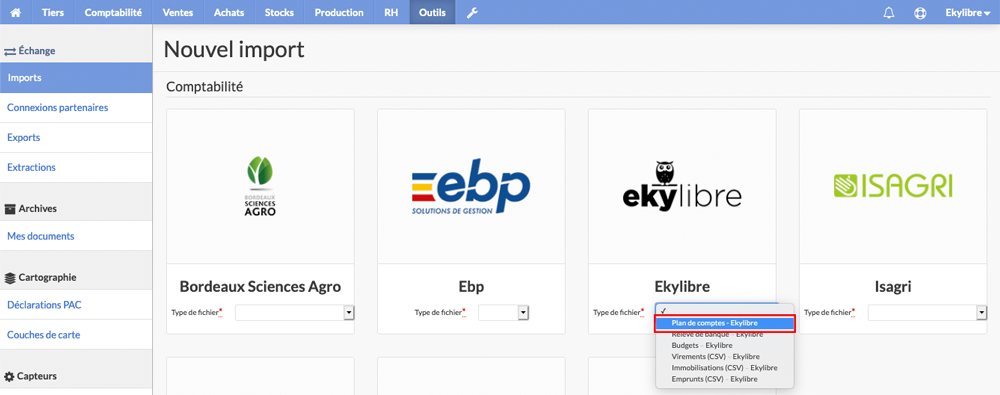 Tiers Comptabilité Ventes Achats Stocks Production RH Outils Ekylibre
Échange
Imports
Connexions partenaires
Exports
Extractions
Archives
Mes documents
Cartographie
Déclarations PAC
Couches de carte
Capteurs
Nouvel import
Comptabilité
BORDEAUX
SCIENCES
AGRO
Bordeaux Sciences Agro
Type de fichier*
ebp
SOLUTIONS DE GESTION
Ebp
Type de fichier*
ekylibre
Ekylibre
Type de fichier*
Plan de comptes - Ekylibre
Relevé de banque - Ekylibre
Budgets - Ekylibre
Virements (CSV) - Ekylibre
Immobilisations (CSV) - Ekylibre
Emprunts (CSV) - Ekylibre
ISAGRI
Isagri
Type de fichier*